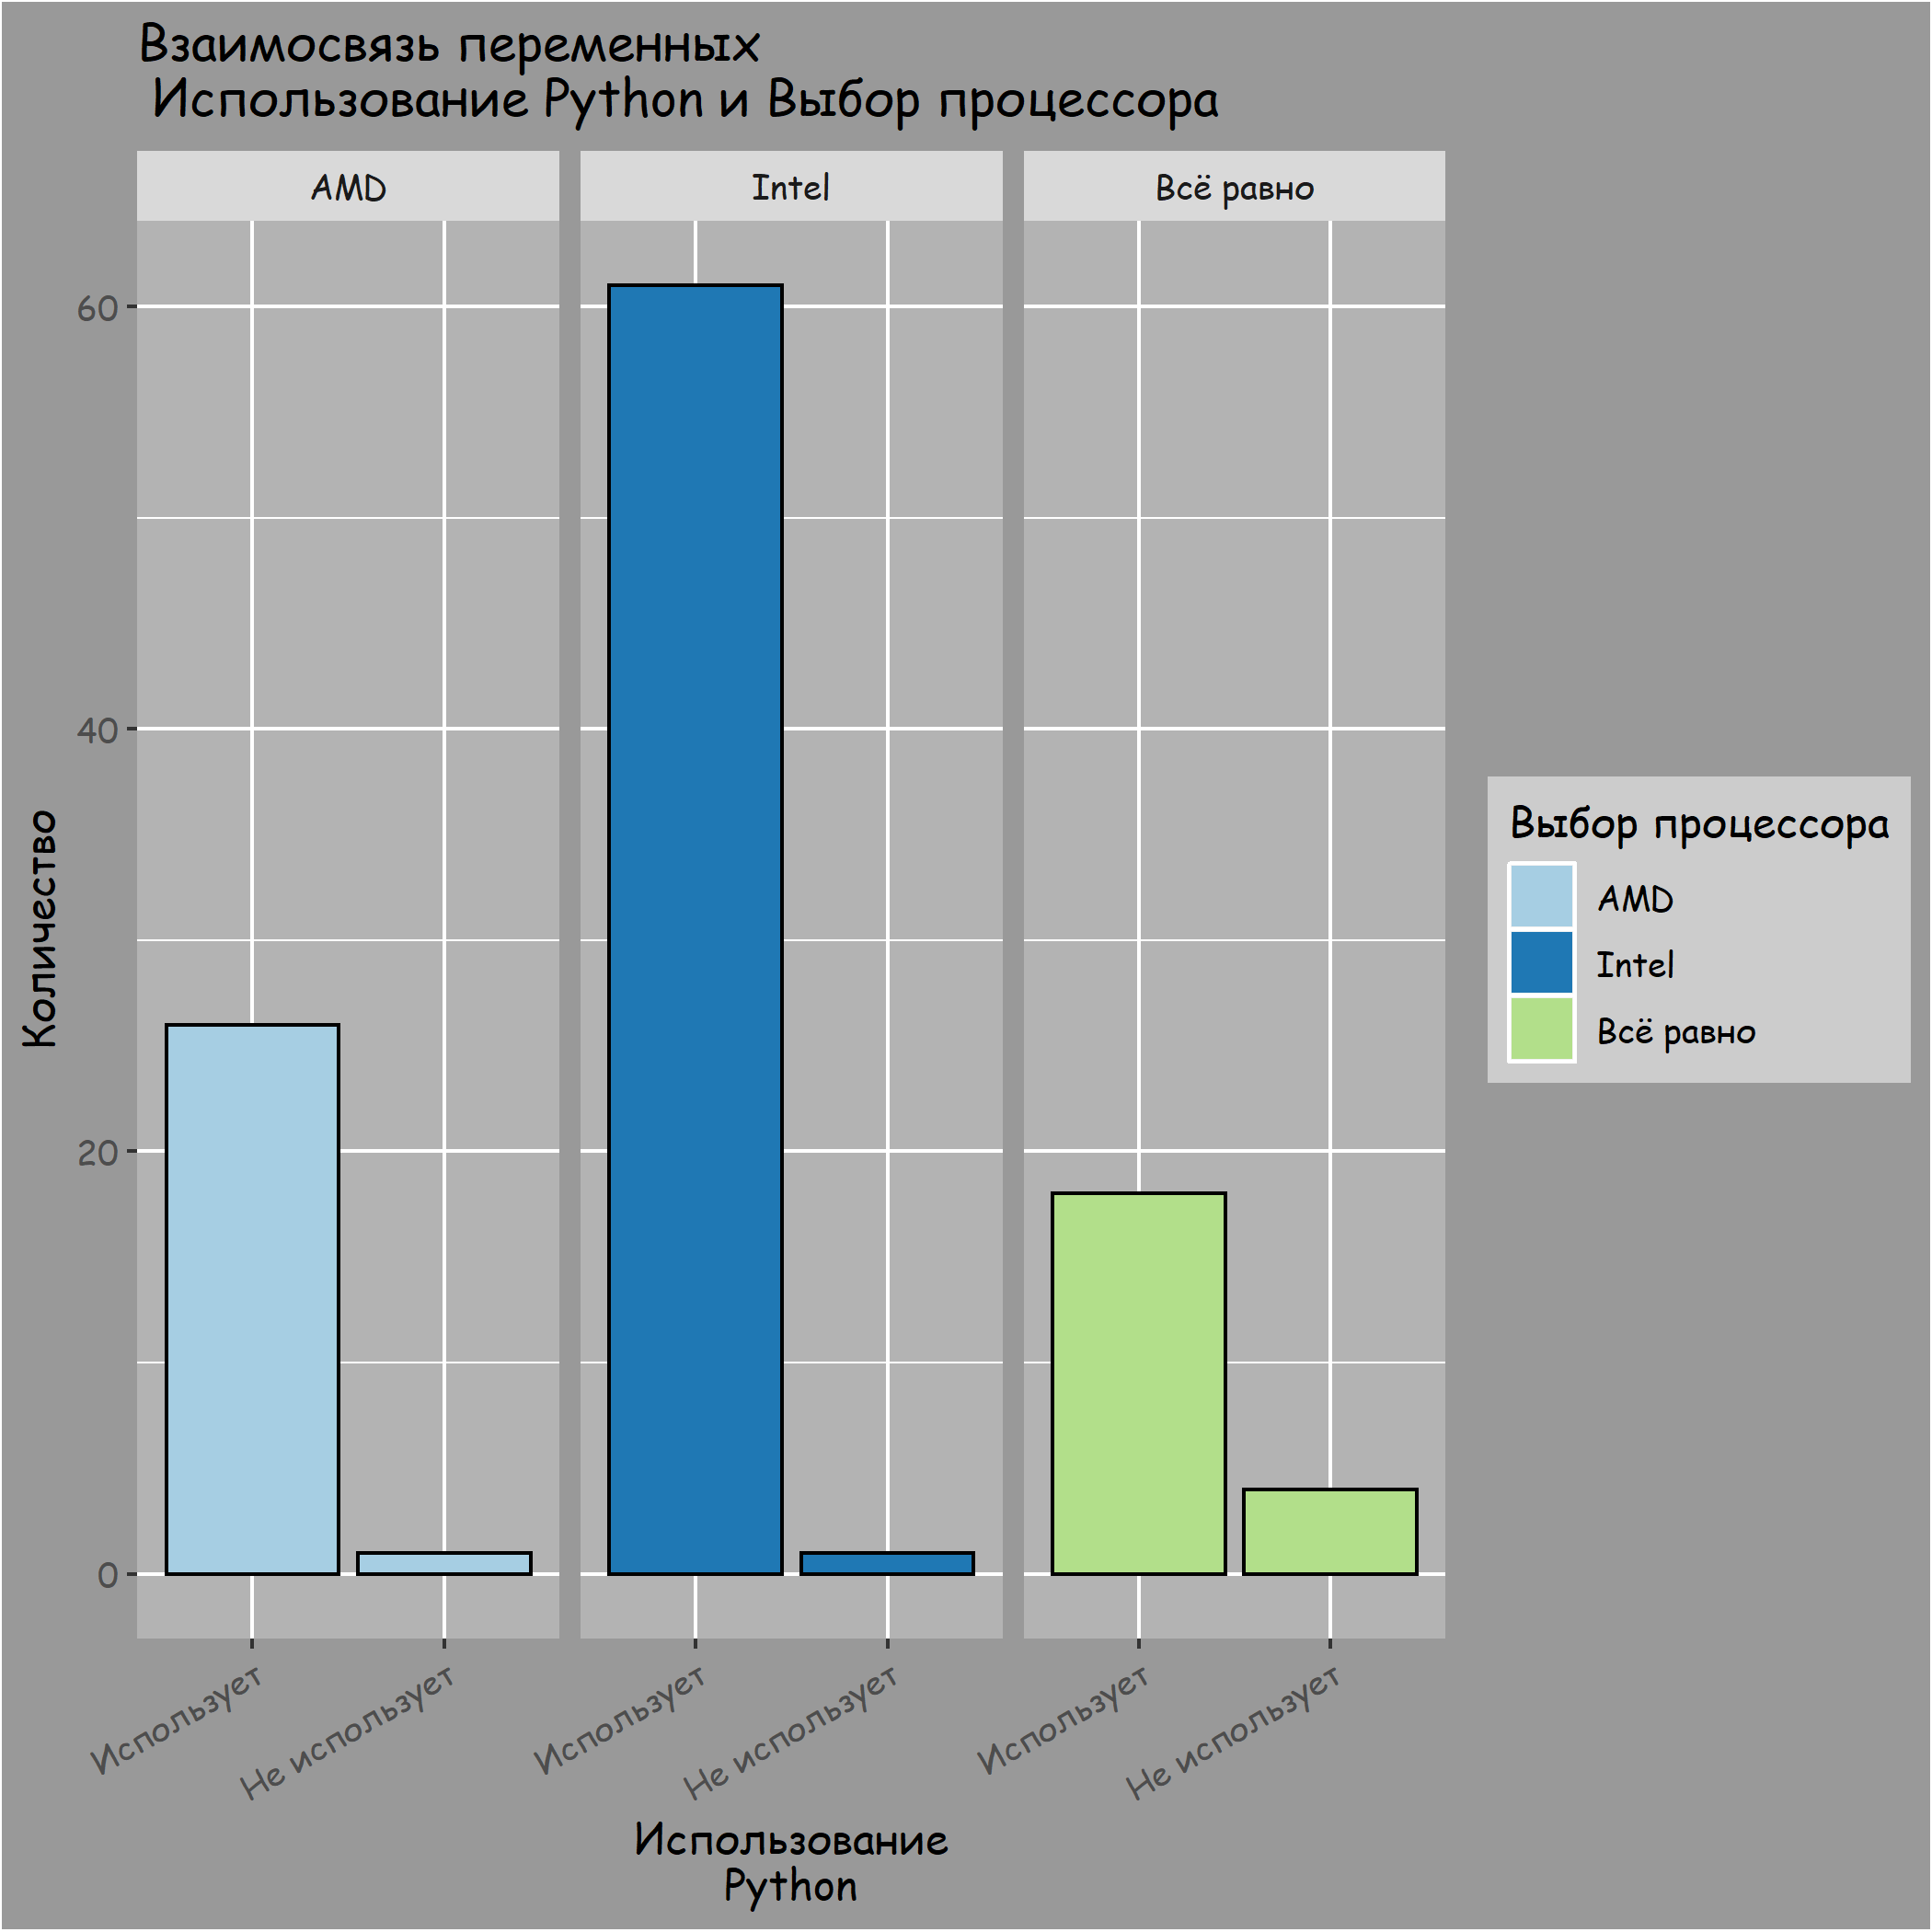 Взаимосвязь переменных
Использование Python и Выбор процессора
AMD
Intel
Всё равно
60
40
20
0
Количество
Использует
Не использует
Использует
Не использует
Использует
Не использует
Использование
Python
Выбор процессора
AMD
Intel
Всё равно